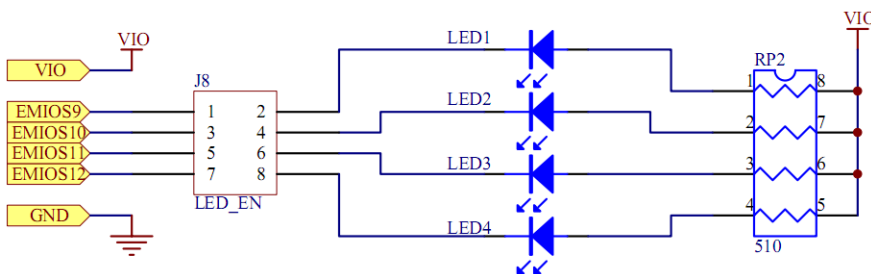 VIO
VIO
EMIOS9
EMIOS10
EMIOS11
EMIOS12
GND
J8
1 2
3 4
5 6
7 8
LED_EN
LED1
LED2
LED3
LED4
VIO
RP2
1 8
2 7
3 6
4 5
510